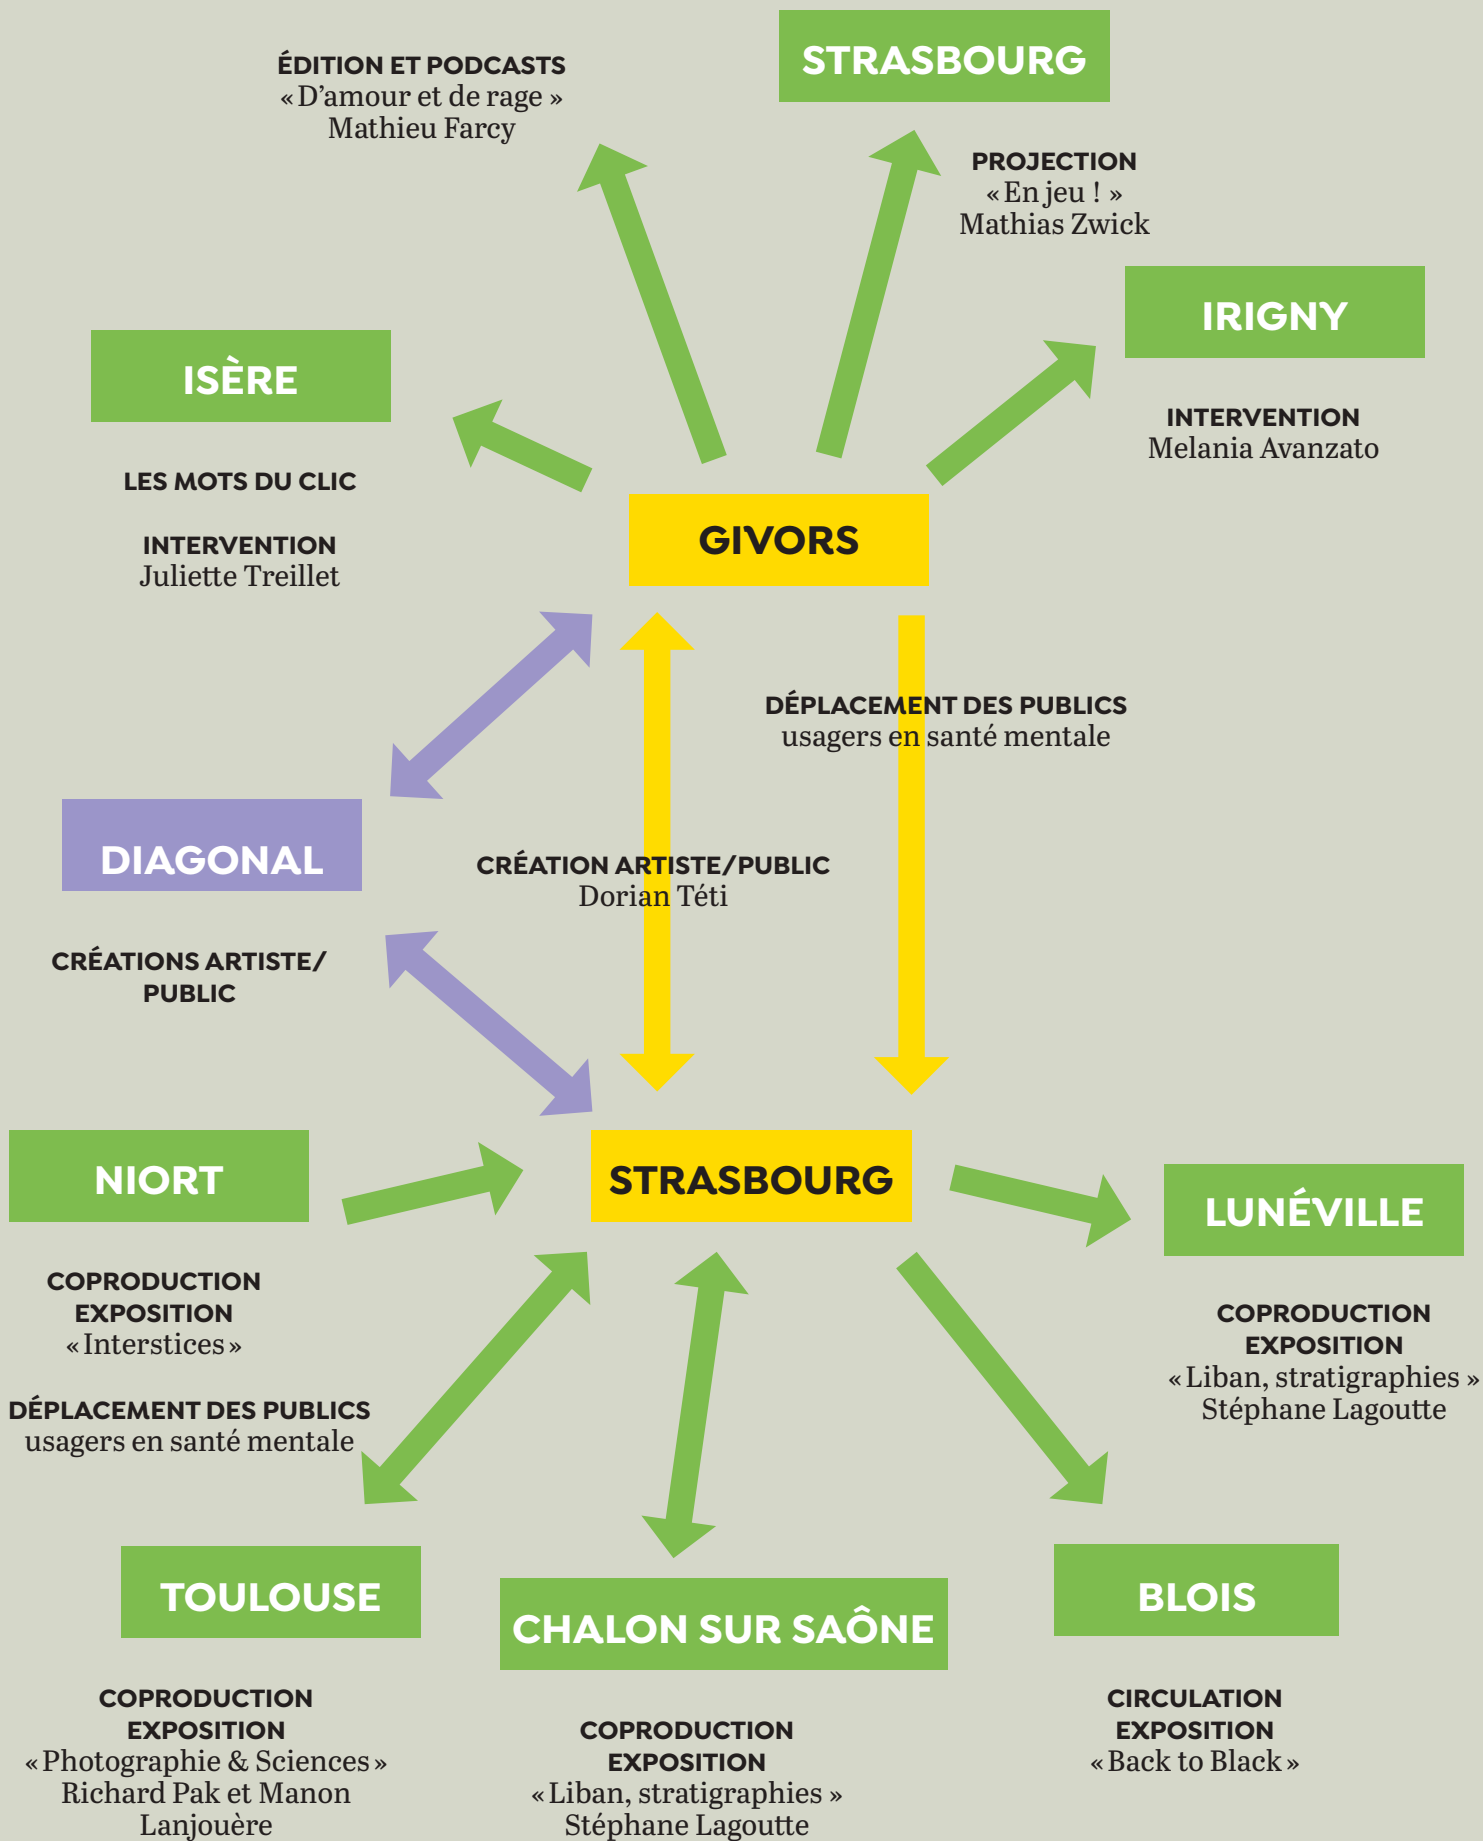 ÉDITION ET PODCASTS
« D’amour et de rage »
Mathieu Farcy
STRASBOURG
PROJECTION
« En jeu ! »
Mathias Zwick
IRIGNY
INTERVENTION
Melania Avanzato
ISÈRE
LES MOTS DU CLIC
INTERVENTION
Juliette Treillet
GIVORS
DÉPLACEMENT DES PUBLICS
usagers en santé mentale
DIAGONAL
CRÉATIONS ARTISTE/
PUBLIC
CRÉATION ARTISTE/PUBLIC
Dorian Téti
NIORT
COPRODUCTION
EXPOSITION
« Interstices »
DÉPLACEMENT DES PUBLICS
usagers en santé mentale
STRASBOURG
LUNÉVILLE
COPRODUCTION
EXPOSITION
« Liban, stratigraphies »
Stéphane Lagoutte
TOULOUSE
COPRODUCTION
EXPOSITION
« Photographie & Sciences »
Richard Pak et Manon
Lanjouère
CHALON SUR SAÔNE
COPRODUCTION
EXPOSITION
« Liban, stratigraphies »
Stéphane Lagoutte
BLOIS
CIRCULATION
EXPOSITION
« Back to Black »